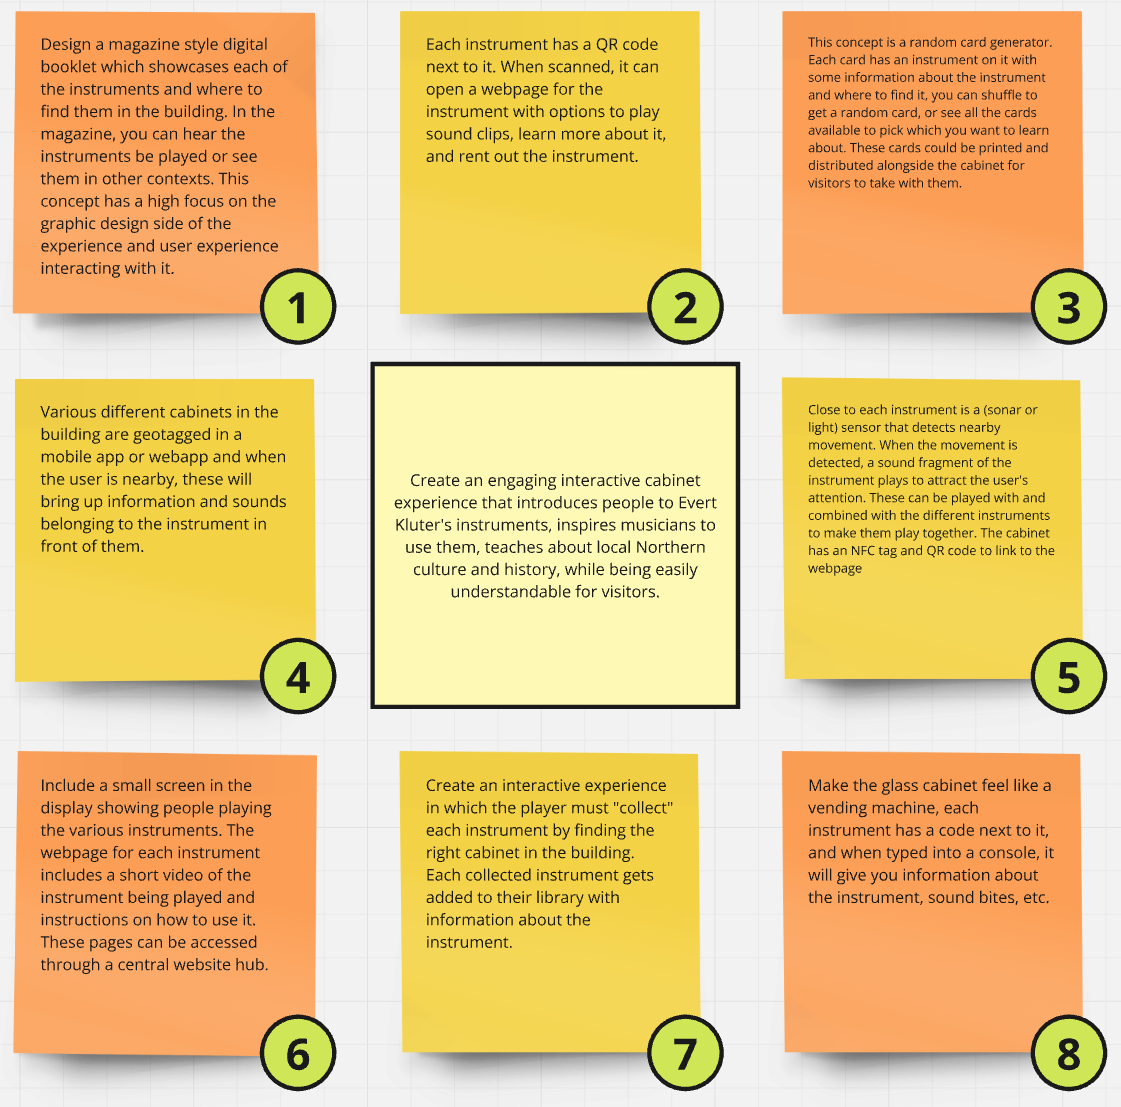 Design a magazine style digital
booklet which showcases each of
the instruments and where to
find them in the building. In the
magazine, you can hear the
instruments be played or see
them in other contexts. This
concept has a high focus on the
graphic design side of the
experience and user experience
interacting with it.
1
Each instrument has a QR code
next to it. When scanned, it can
open a webpage for the
instrument with options to play
sound clips, learn more about it,
and rent out the instrument.
2
This concept is a random card generator.
Each card has an instrument on it with
some information about the instrument
and where to find it, you can shuffle to
get a random card, or see all the cards
available to pick which you want to learn
about. These cards could be printed and
distributed alongside the cabinet for
visitors to take with them.
3
Various different cabinets in the
building are geotagged in a
mobile app or webapp and when
the user is nearby, these will
bring up information and sounds
belonging to the instrument in
front of them.
4
Create an engaging interactive cabinet
experience that introduces people to Evert
Kluter's instruments, inspires musicians to
use them, teaches about local Northern
culture and history, while being easily
understandable for visitors.
Close to each instrument is a (sonar or
light) sensor that detects nearby
movement. When the movement is
detected, a sound fragment of the
instrument plays to attract the user's
attention. These can be played with and
combined with the different instruments
to make them play together. The cabinet
has an NFC tag and QR code to link to the
webpage
5
Include a small screen in the
display showing people playing
the various instruments. The
webpage for each instrument
includes a short video of the
instrument being played and
instructions on how to use it.
These pages can be accessed
through a central website hub.
6
Create an interactive experience
in which the player must "collect"
each instrument by finding the
right cabinet in the building.
Each collected instrument gets
added to their library with
information about the
instrument.
7
Make the glass cabinet feel like a
vending machine, each
instrument has a code next to it,
and when typed into a console, it
will give you information about
the instrument, sound bites, etc.
8